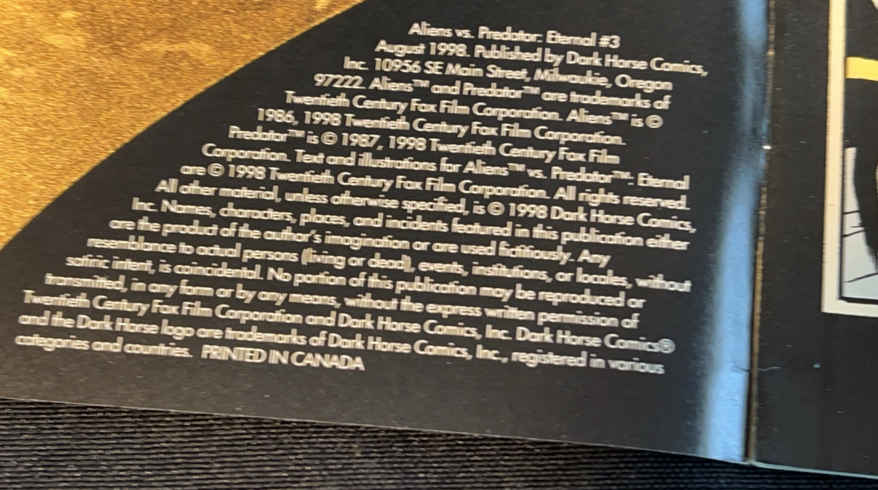 Aliens vs. Predator: Eternal #3
August 1998. Published by Dark Horse Comics,
Inc. 10956 SE Main Street, Milwaukie, Oregon
97222. Aliens™ and Predator™ are trademarks of
Twentieth Century Fox Film Corporation. Aliens™ is ©
1986, 1998 Twentieth Century Fox Film Corporation.
Predator™ is © 1987, 1998 Twentieth Century Fox Film
Corporation. Text and illustrations for Aliens™ vs. Predator™: Eternal
are © 1998 Twentieth Century Fox Film Corporation. All rights reserved.
All other material, unless otherwise specified, is © 1998 Dark Horse Comics,
Inc. Names, characters, places, and incidents featured in this publication either
are the product of the author's imagination or are used fictitiously. Any
resemblance to actual persons (living or dead), events, institutions, or locales, without
satiric intent, is coincidental. No portion of this publication may be reproduced or
transmitted, in any form or by any means, without the express written permission of
Twentieth Century Fox Film Corporation and Dark Horse Comics, Inc. Dark Horse Comics®
and the Dark Horse logo are trademarks of Dark Horse Comics, Inc., registered in various
categories and countries. PRINTED IN CANADA